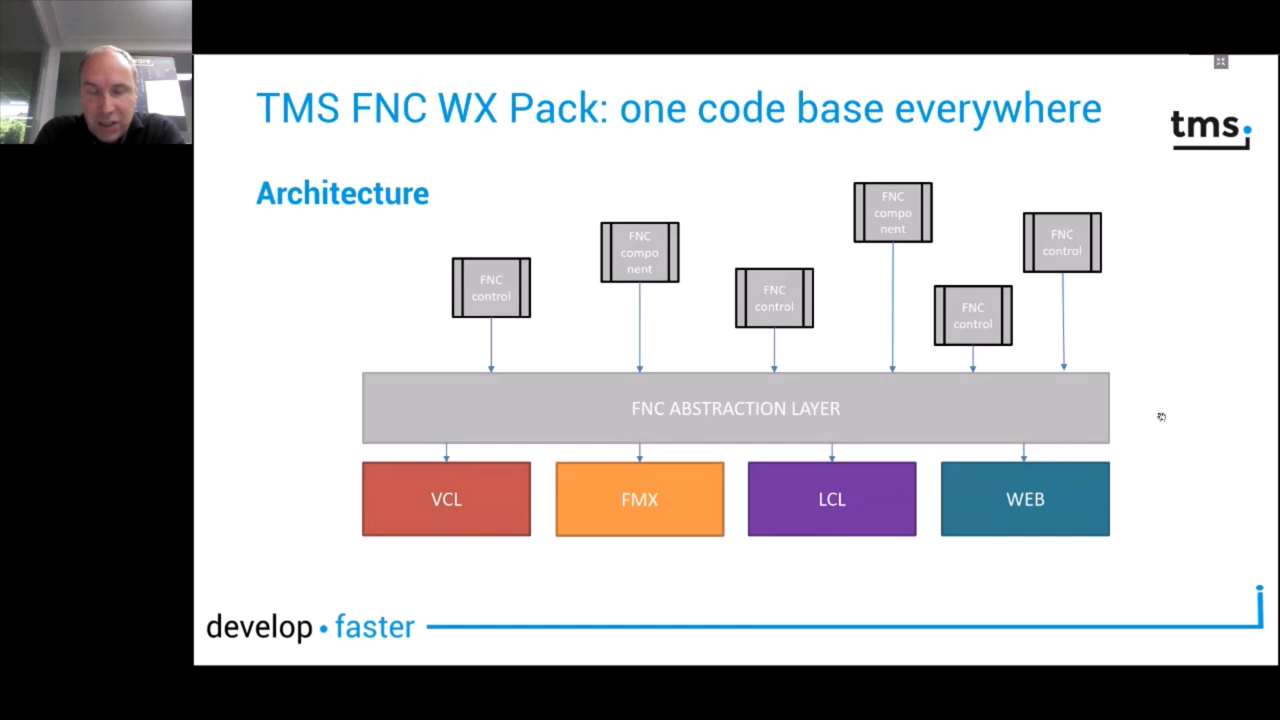 TMS FNC WX Pack: one code base everywhere
tms.
Architecture
FNC
compo
nent
FNC
control
FNC
compo
nent
FNC
control
FNC
control
FNC
control
FNC ABSTRACTION LAYER
VCL
FMX
LCL
WEB
develop • faster